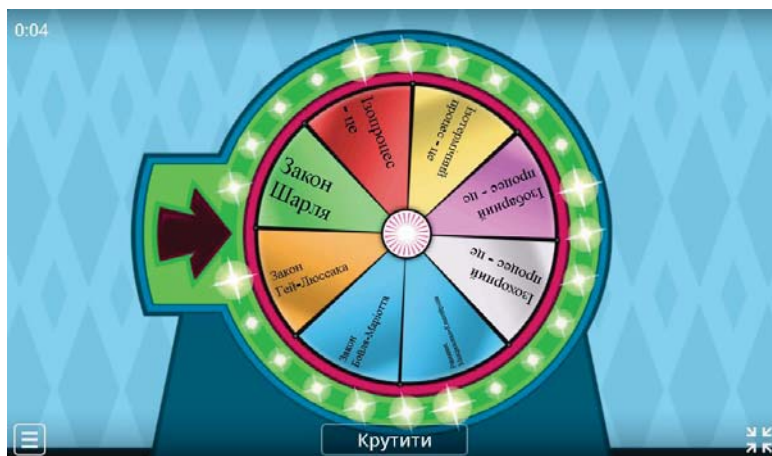 0:04
Ізопроцес
- це
Ізотермічний
процес - це
Ізобарний
процес - це
Ізохорний
процес - це
Закон
Бойля-Маріотта
Закон
Гей-Люссака
Закон
Шарля
Крутити